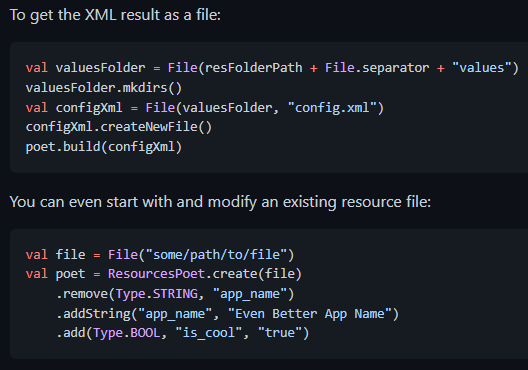 To get the XML result as a file:
val valuesFolder = File(resFolderPath + File.separator + "values")
valuesFolder.mkdirs()
val configXml = File(valuesFolder, "config.xml")
configXml.createNewFile()
poet.build(configXml)
You can even start with and modify an existing resource file:
val file = File("some/path/to/file")
val poet = ResourcesPoet.create(file)
    .remove(Type.STRING, "app_name")
    .addString("app_name", "Even Better App Name")
    .add(Type.BOOL, "is_cool", "true")